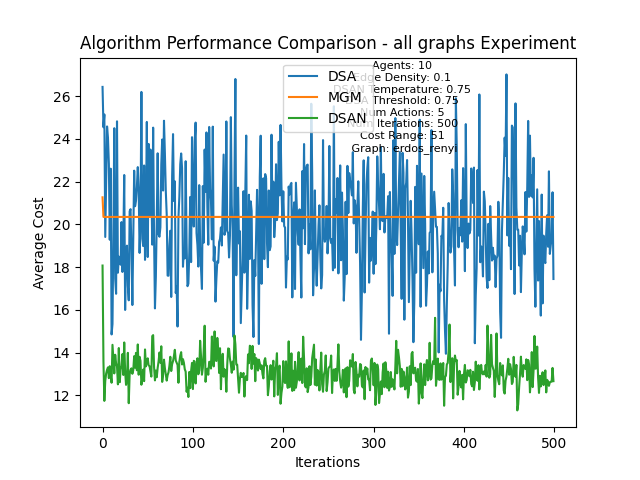 Algorithm Performance Comparison - all graphs Experiment
DSA
MGM
DSAN
Agents: 10
Edge Density: 0.1
DSAN Temperature: 0.75
Threshold: 0.75
Num Actions: 5
Num Iterations: 500
Cost Range: 51
Graph: erdos_renyi
Average Cost
26
24
22
20
18
16
14
12
0
100
200
300
400
500
Iterations